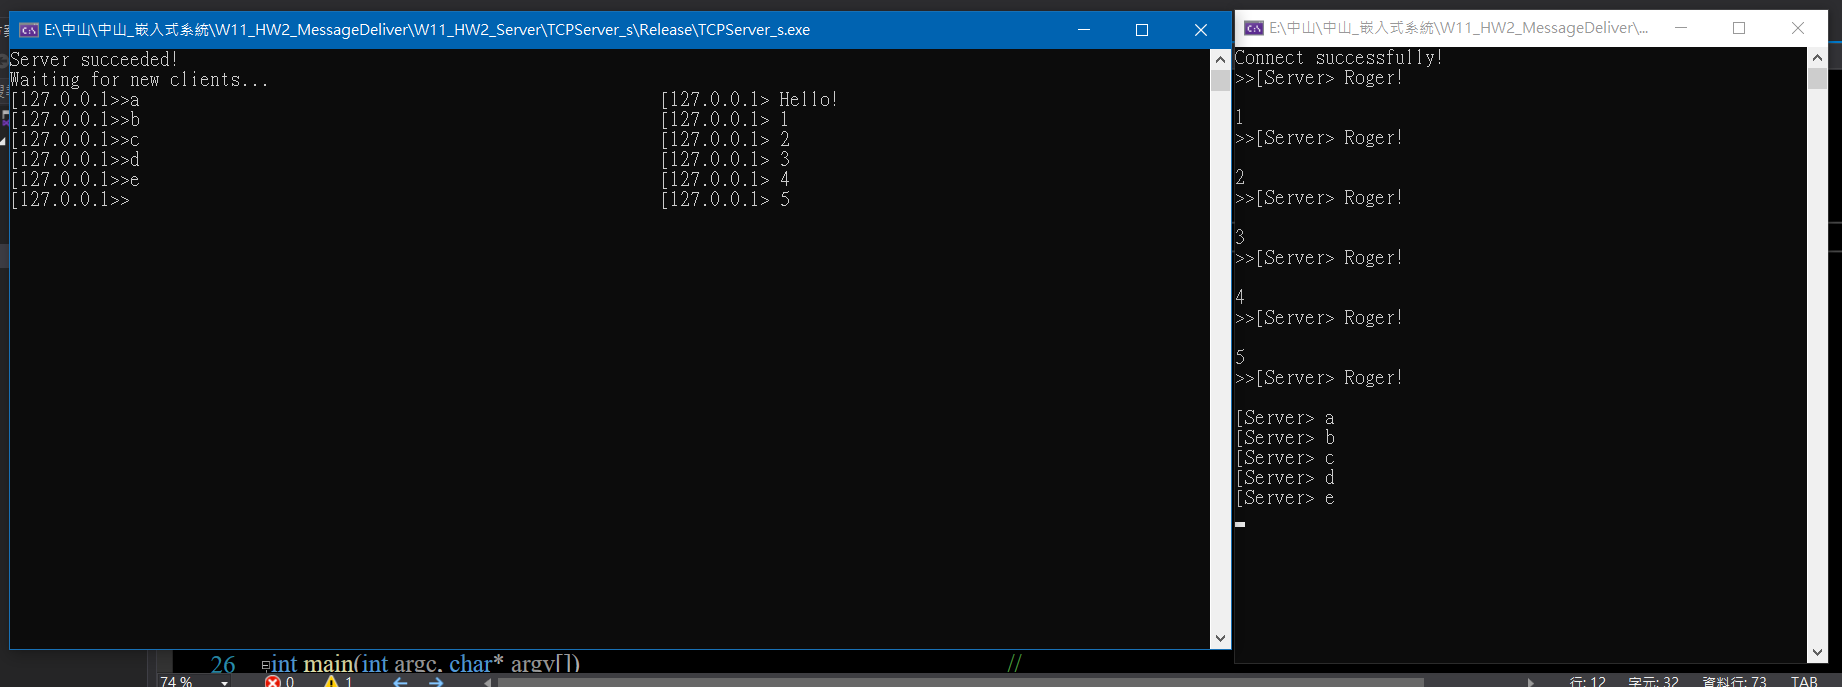 E:\中山\中山_嵌入式系統\W11_HW2_MessageDeliver\W11_HW2_Server\TCPServer_s\Release\TCPServer_s.exe
Server succeeded!
Waiting for new clients...
[127.0.0.1>>a [127.0.0.1> Hello!
[127.0.0.1>>b [127.0.0.1> 1
[127.0.0.1>>c [127.0.0.1> 2
[127.0.0.1>>d [127.0.0.1> 3
[127.0.0.1>>e [127.0.0.1> 4
[127.0.0.1>> [127.0.0.1> 5
E:\中山\中山_嵌入式系統\W11_HW2_MessageDeliver\...
Connect successfully!
>>[Server> Roger!
1
>>[Server> Roger!
2
>>[Server> Roger!
3
>>[Server> Roger!
4
>>[Server> Roger!
5
>>[Server> Roger!
[Server> a
[Server> b
[Server> c
[Server> d
[Server> e
26 int main(int argc, char* argv[]) //
74 % 0 1 行: 12 字元: 32 資料行: 73 TAB